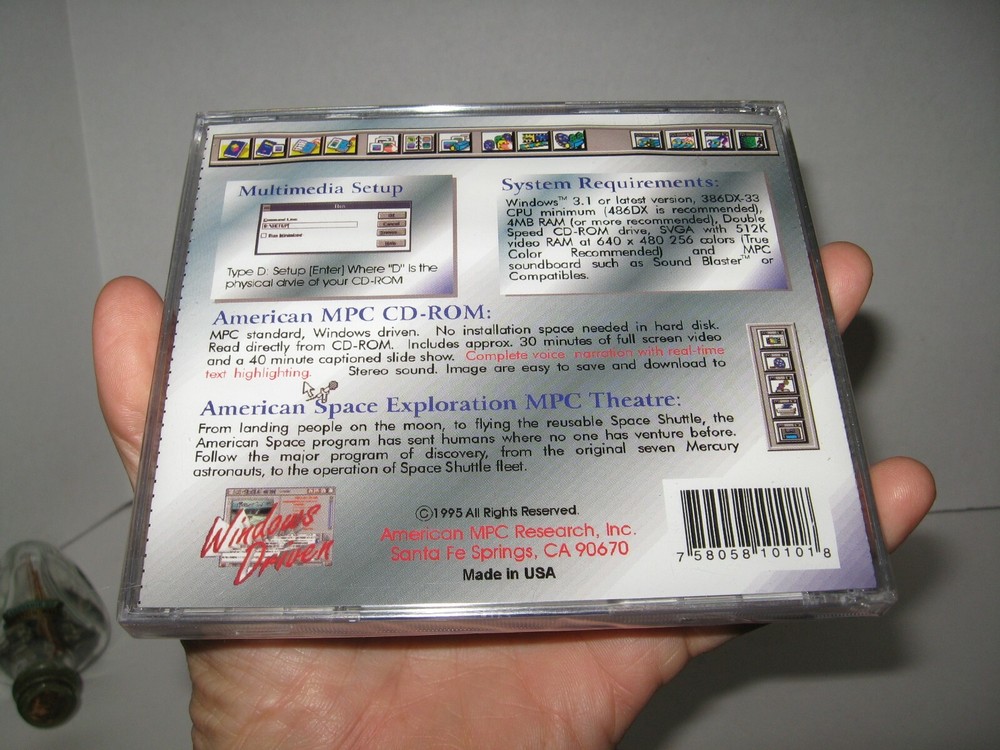 Multimedia Setup
Run
Command Line:
D:\SETUP
Run Minimized
OK
Cancel
Browse
Help
Type D: Setup [Enter] Where "D" is the
physical drvie of your CD-ROM
System Requirements:
Windows™ 3.1 or latest version, 386DX-33
CPU minimum (486DX is recommended),
4MB RAM (or more recommended), Double
Speed CD-ROM drive, SVGA with 512K
video RAM at 640 x 480 256 colors (True
Color Recommended) and MPC
soundboard such as Sound Blaster™ or
Compatibles.
American MPC CD-ROM:
MPC standard, Windows driven. No installation space needed in hard disk.
Read directly from CD-ROM. Includes approx. 30 minutes of full screen video
and a 40 minute captioned slide show. Complete voice narration with real-time
text highlighting. Stereo sound. Image are easy to save and download to
American Space Exploration MPC Theatre:
From landing people on the moon, to flying the reusable Space Shuttle, the
American Space program has sent humans where no one has venture before.
Follow the major program of discovery, from the original seven Mercury
astronauts, to the operation of Space Shuttle fleet.
Windows
Driven
©1995 All Rights Reserved.
American MPC Research, Inc.
Santa Fe Springs, CA 90670
Made in USA
7 58058 10101 8